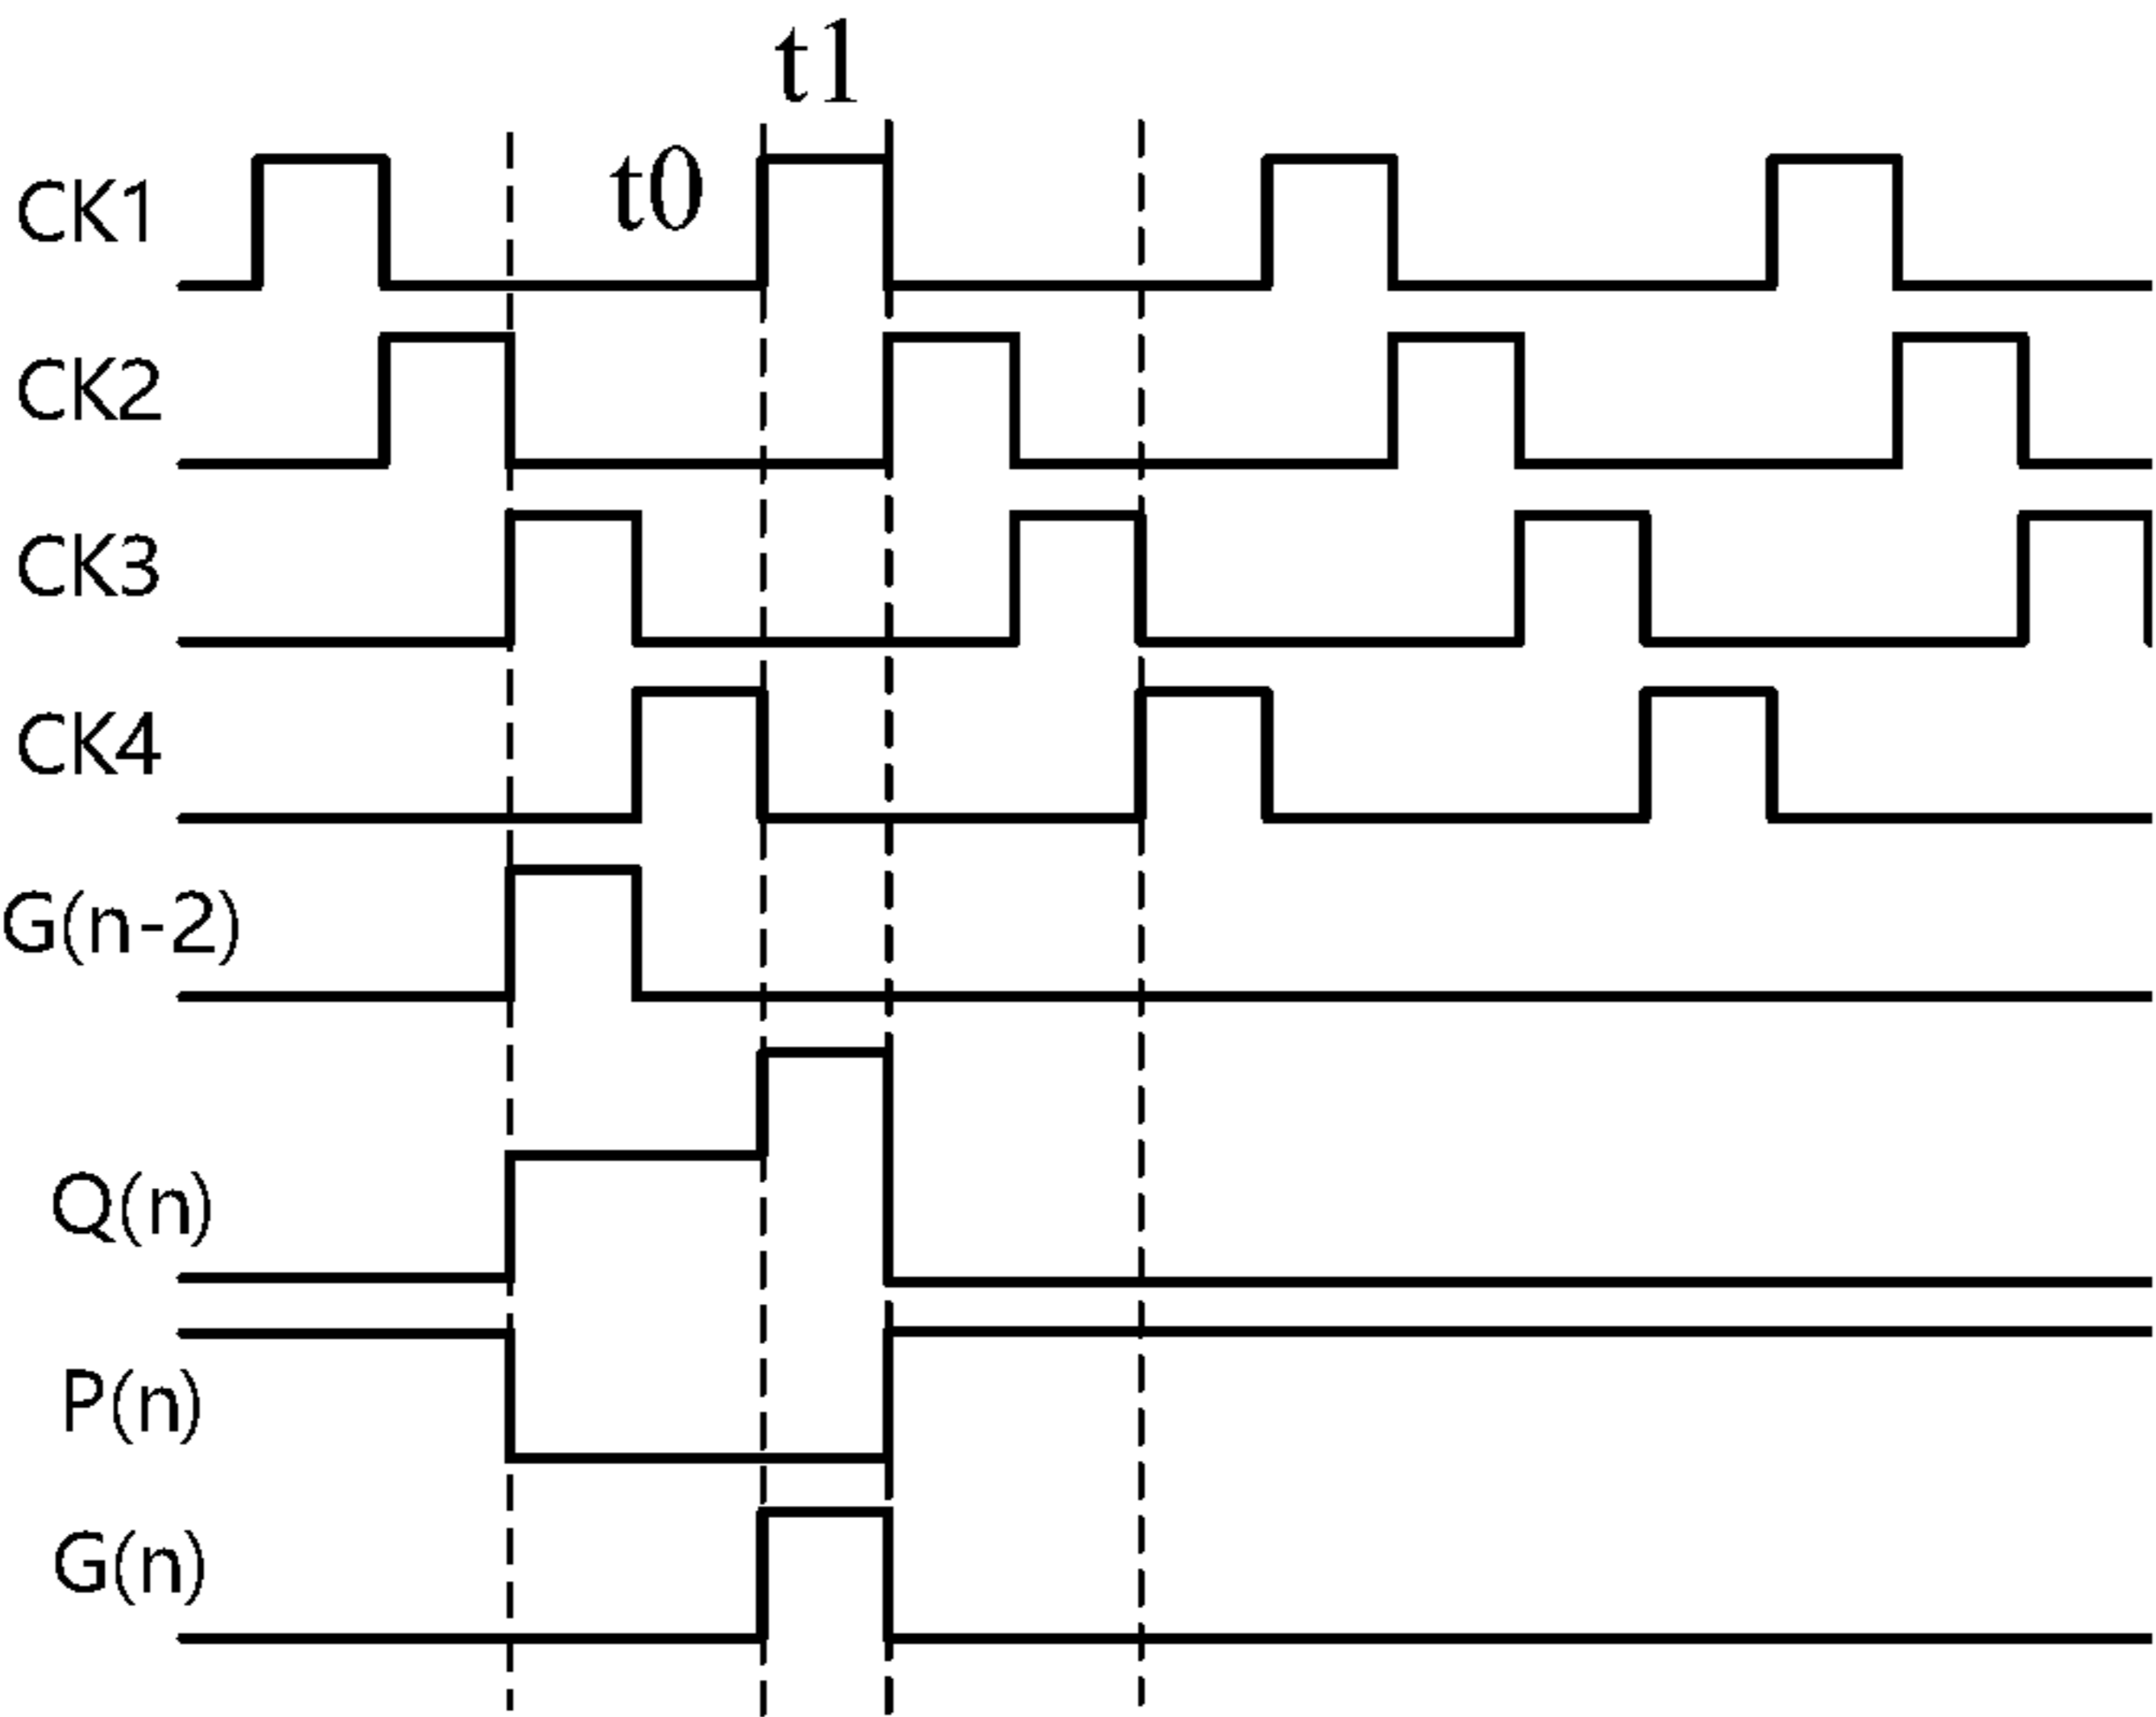 t1
t0
CK1
CK2
CK3
CK4
G(n-2)
Q(n)
P(n)
G(n)